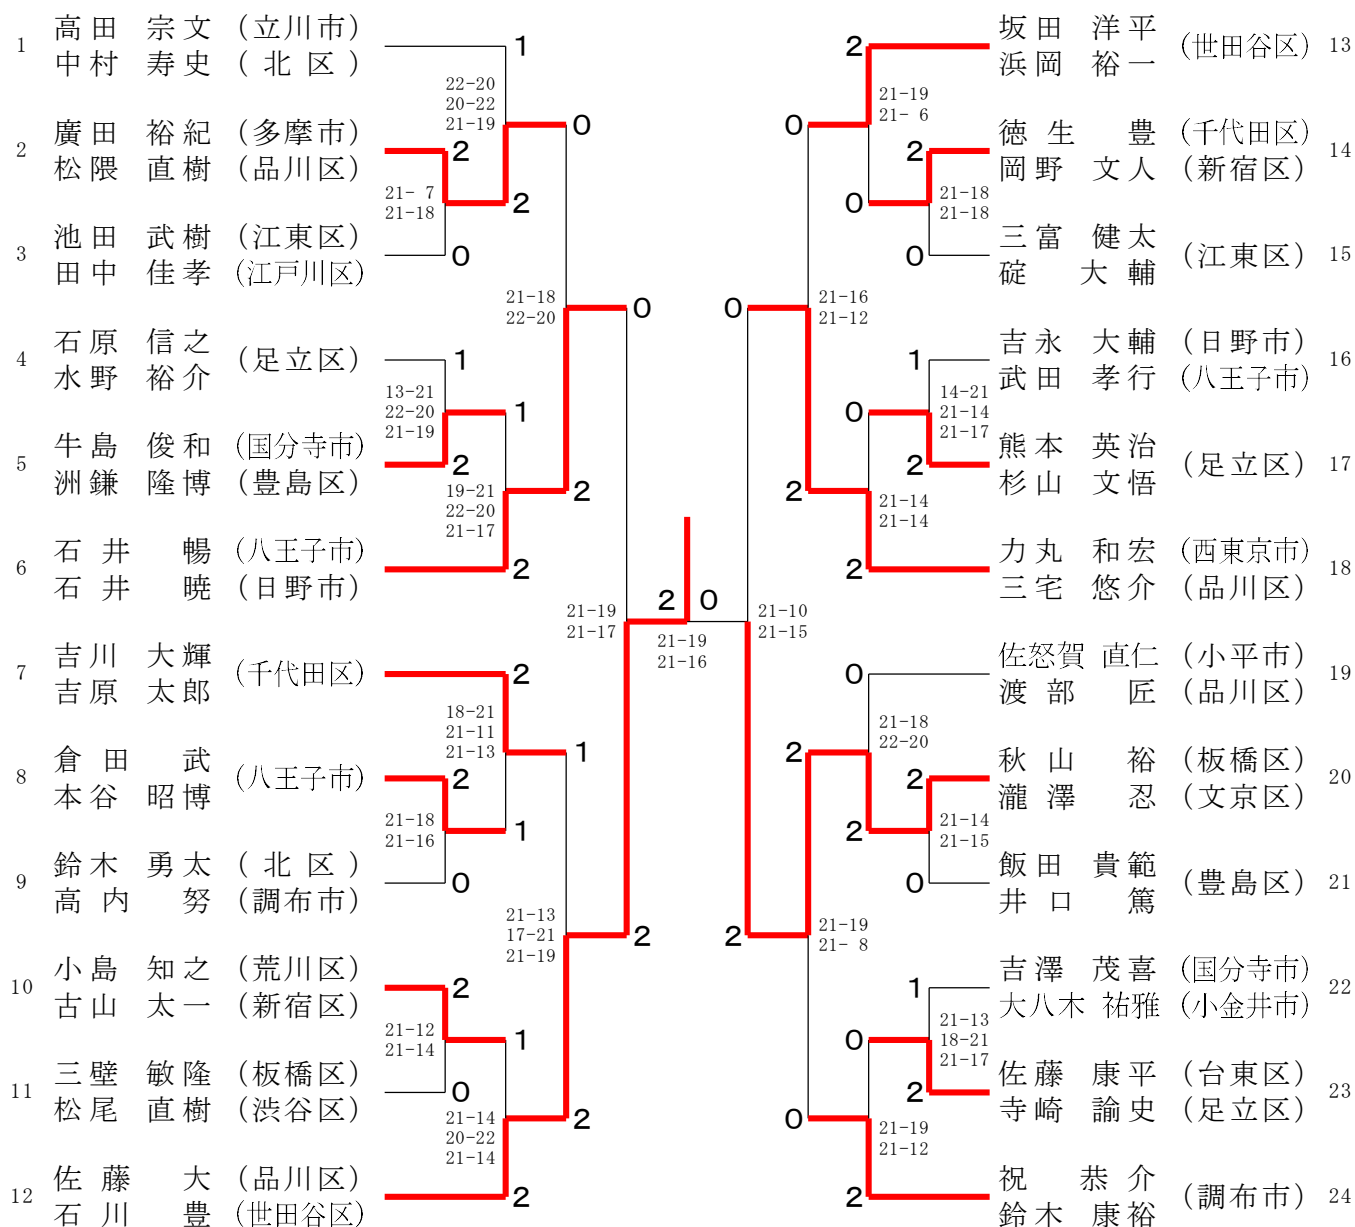 1 高田 宗文 (立川市)
中村 寿史 (北区)
2 廣田 裕紀 (多摩市)
松隈 直樹 (品川区)
3 池田 武樹 (江東区)
田中 佳孝 (江戸川区)
4 石原 信之 (足立区)
水野 裕介
5 牛島 俊和 (国分寺市)
洲鎌 隆博 (豊島区)
6 石井 暢 (八王子市)
石井 暁 (日野市)
7 吉川 大輝 (千代田区)
吉原 太郎
8 倉田 武 (八王子市)
本谷 昭博
9 鈴木 勇太 (北区)
高内 努 (調布市)
10 小島 知之 (荒川区)
古山 太一 (新宿区)
11 三壁 敏隆 (板橋区)
松尾 直樹 (渋谷区)
12 佐藤 大 (品川区)
石川 豊 (世田谷区)
1
22-20
20-22
21-19
2
2
21- 7
21-18
0
0
21-18
22-20
1
13-21
22-20
21-19
2
1
19-21
22-20
21-17
2
2
0
21-19
21-17
2
18-21
21-11
21-13
1
2
21-18
21-16
0
1
21-13
17-21
21-19
2
21-12
21-14
0
1
21-14
20-22
21-14
2
2
2
2 0
21-19
21-16
坂田 洋平 (世田谷区) 13
浜岡 裕一
徳生 豊 (千代田区) 14
岡野 文人 (新宿区)
三富 健太 (江東区) 15
碇 大輔
吉永 大輔 (日野市) 16
武田 孝行 (八王子市)
熊本 英治 (足立区) 17
杉山 文悟
力丸 和宏 (西東京市) 18
三宅 悠介 (品川区)
佐怒賀 直仁 (小平市) 19
渡部 匠 (品川区)
秋山 裕 (板橋区) 20
瀧澤 忍 (文京区)
飯田 貴範 (豊島区) 21
井口 篤
吉澤 茂喜 (国分寺市) 22
大八木 祐雅 (小金井市)
佐藤 康平 (台東区) 23
寺崎 諭史 (足立区)
祝 恭介 (調布市) 24
鈴木 康裕
2
21-19
21- 6
0
2
21-18
21-18
0
0
21-16
21-12
1
14-21
21-14
21-17
2
0
21-14
21-14
2
2
0
21-10
21-15
0
21-18
22-20
2
2
21-14
21-15
0
2
21-19
21- 8
1
21-13
18-21
21-17
2
0
21-19
21-12
2
0
2